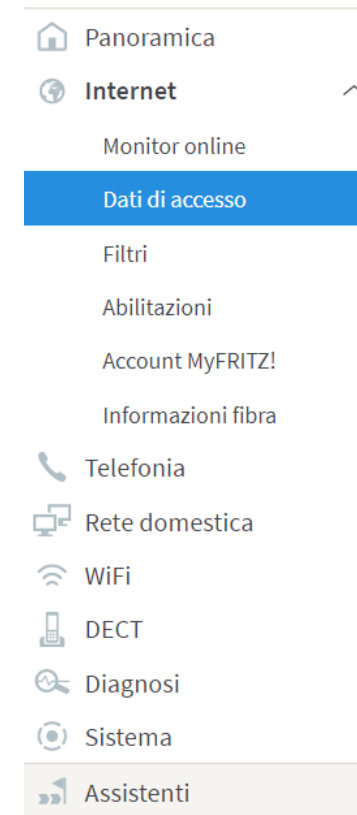 Panoramica
Internet
Monitor online
Dati di accesso
Filtri
Abilitazioni
Account MyFRITZ!
Informazioni fibra
Telefonia
Rete domestica
WiFi
DECT
Diagnosi
Sistema
Assistenti